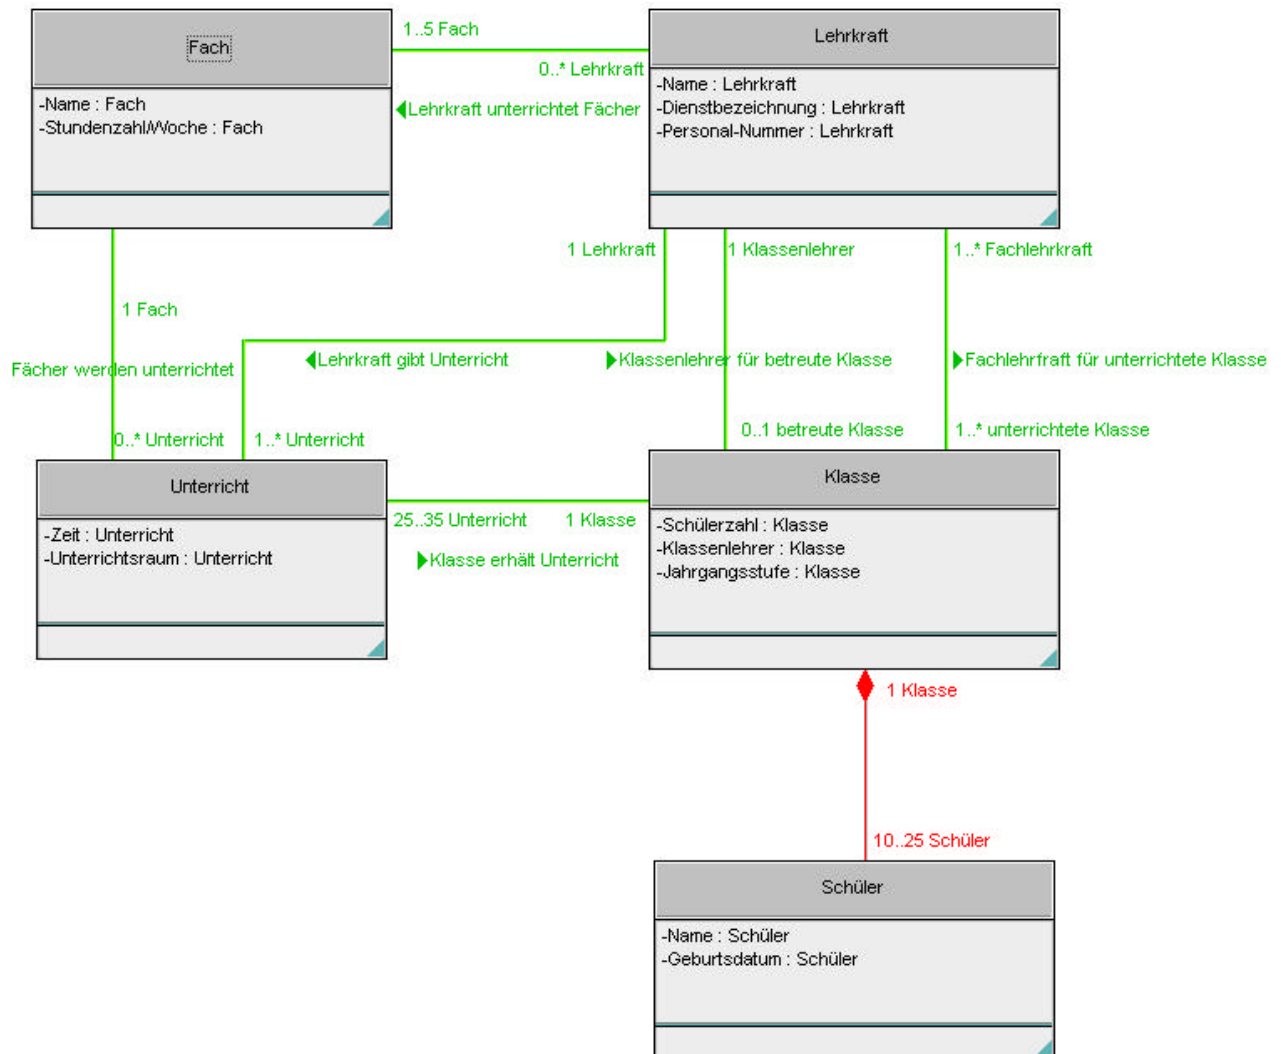 Fach
-Name : Fach
-Stundenzahl/Woche : Fach
1..5 Fach
0..* Lehrkraft
◀Lehrkraft unterrichtet Fächer
Lehrkraft
-Name : Lehrkraft
-Dienstbezeichnung : Lehrkraft
-Personal-Nummer : Lehrkraft
1 Lehrkraft
1 Klassenlehrer
1..* Fachlehrkraft
1 Fach
Fächer werden unterrichtet
◀Lehrkraft gibt Unterricht
▶Klassenlehrer für betreute Klasse
▶Fachlehrfraft für unterrichtete Klasse
0..* Unterricht
1..* Unterricht
0..1 betreute Klasse
1..* unterrichtete Klasse
Unterricht
-Zeit : Unterricht
-Unterrichtsraum : Unterricht
25..35 Unterricht
1 Klasse
▶Klasse erhält Unterricht
Klasse
-Schülerzahl : Klasse
-Klassenlehrer : Klasse
-Jahrgangsstufe : Klasse
1 Klasse
10..25 Schüler
Schüler
-Name : Schüler
-Geburtsdatum : Schüler